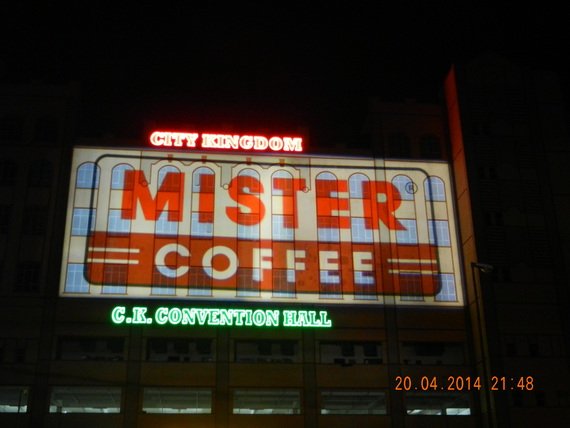 CITY KINGDOM
MISTER®
COFFEE
C.K. CONVENTION HALL
20.04.2014 21:48